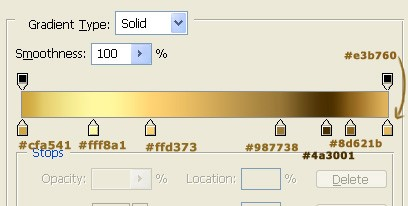 Gradient Type: Solid
Smoothness: 100 %
#e3b760
#cfa541 #fff8a1 #ffd373 #987738 #8d621b
#4a3001
Stops
Opacity: % Location: % Delete